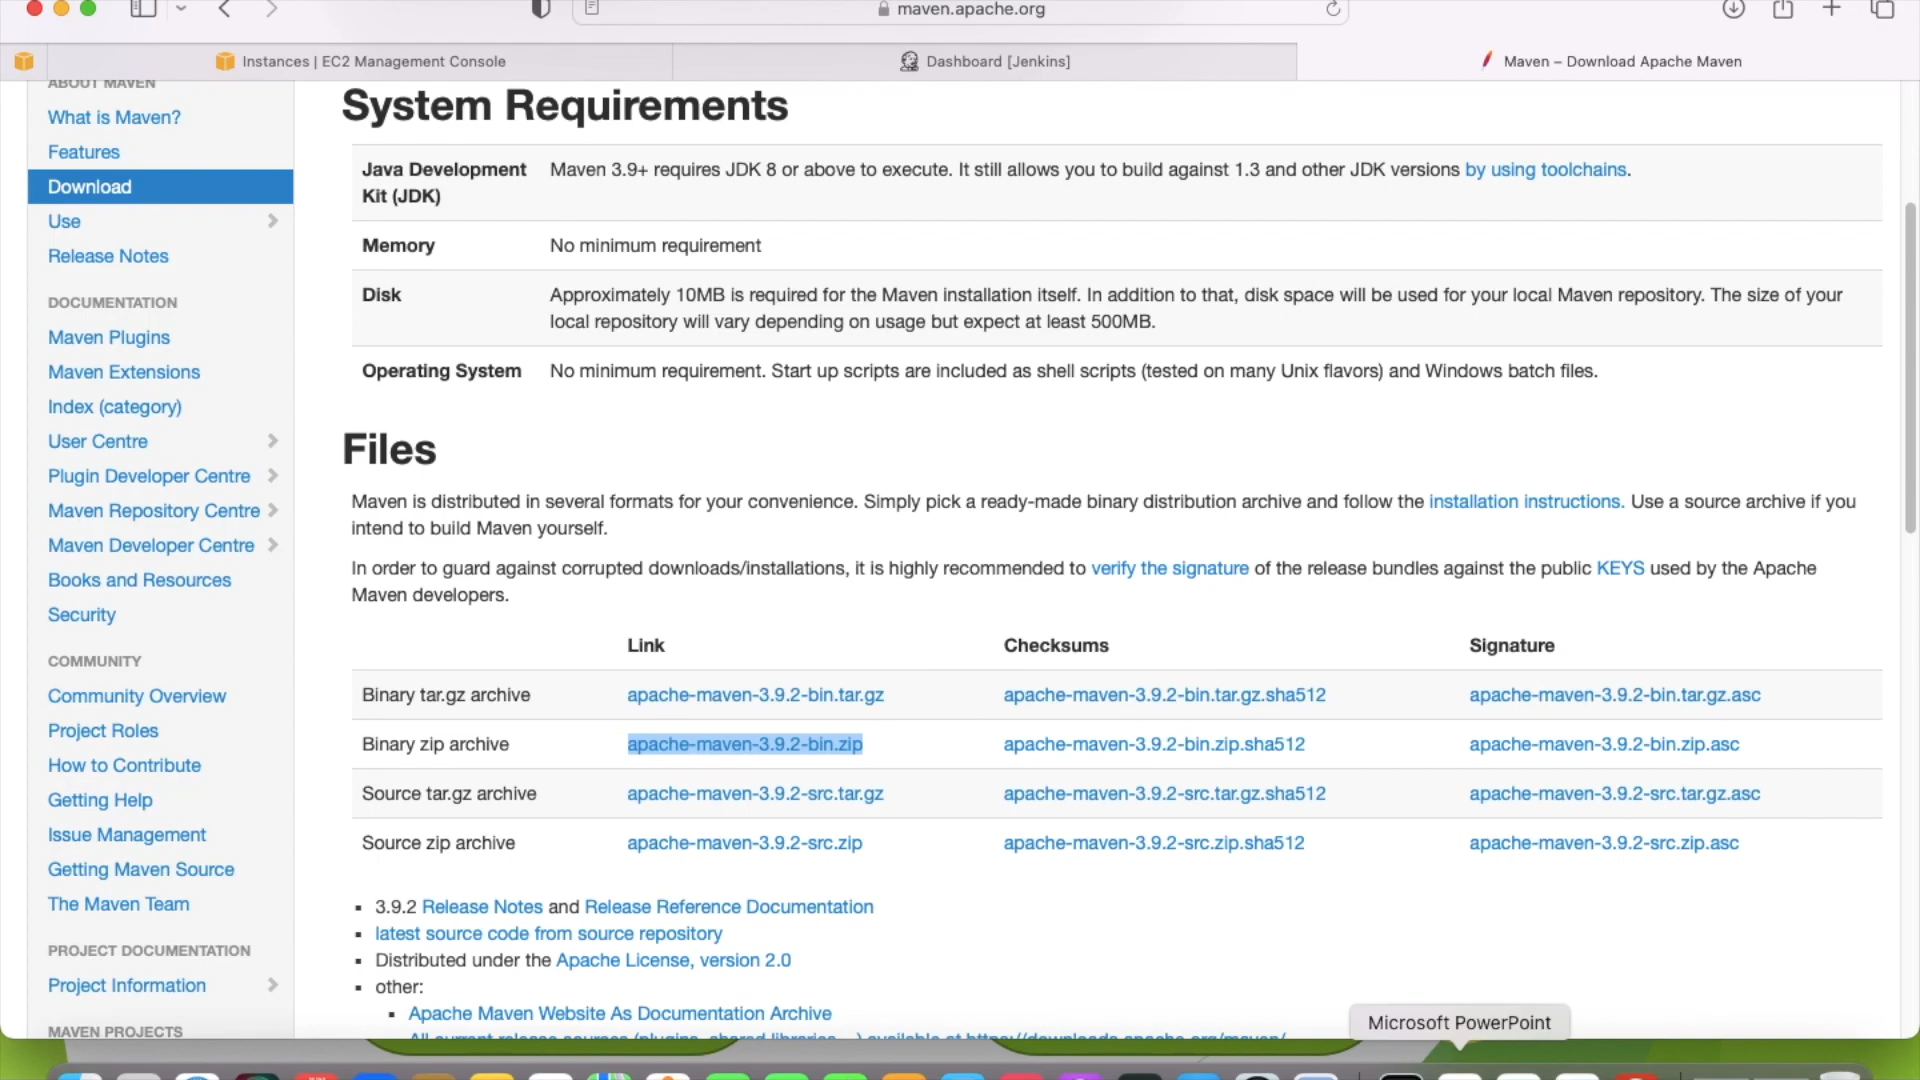 maven.apache.org
Instances | EC2 Management Console
Dashboard [Jenkins]
Maven – Download Apache Maven
ABOUT MAVEN
What is Maven?
Features
Download
Use
Release Notes
DOCUMENTATION
Maven Plugins
Maven Extensions
Index (category)
User Centre
Plugin Developer Centre
Maven Repository Centre
Maven Developer Centre
Books and Resources
Security
COMMUNITY
Community Overview
Project Roles
How to Contribute
Getting Help
Issue Management
Getting Maven Source
The Maven Team
PROJECT DOCUMENTATION
Project Information
MAVEN PROJECTS
System Requirements
Java Development Kit (JDK) Maven 3.9+ requires JDK 8 or above to execute. It still allows you to build against 1.3 and other JDK versions by using toolchains.
Memory No minimum requirement
Disk Approximately 10MB is required for the Maven installation itself. In addition to that, disk space will be used for your local Maven repository. The size of your
local repository will vary depending on usage but expect at least 500MB.
Operating System No minimum requirement. Start up scripts are included as shell scripts (tested on many Unix flavors) and Windows batch files.
Files
Maven is distributed in several formats for your convenience. Simply pick a ready-made binary distribution archive and follow the installation instructions. Use a source archive if you
intend to build Maven yourself.
In order to guard against corrupted downloads/installations, it is highly recommended to verify the signature of the release bundles against the public KEYS used by the Apache
Maven developers.
Link Checksums Signature
Binary tar.gz archive apache-maven-3.9.2-bin.tar.gz apache-maven-3.9.2-bin.tar.gz.sha512 apache-maven-3.9.2-bin.tar.gz.asc
Binary zip archive apache-maven-3.9.2-bin.zip apache-maven-3.9.2-bin.zip.sha512 apache-maven-3.9.2-bin.zip.asc
Source tar.gz archive apache-maven-3.9.2-src.tar.gz apache-maven-3.9.2-src.tar.gz.sha512 apache-maven-3.9.2-src.tar.gz.asc
Source zip archive apache-maven-3.9.2-src.zip apache-maven-3.9.2-src.zip.sha512 apache-maven-3.9.2-src.zip.asc
▪ 3.9.2 Release Notes and Release Reference Documentation
▪ latest source code from source repository
▪ Distributed under the Apache License, version 2.0
▪ other:
▪ Apache Maven Website As Documentation Archive
All current release sources (plugins, shared libraries,...) available at https://downloads.apache.org/maven/
Microsoft PowerPoint